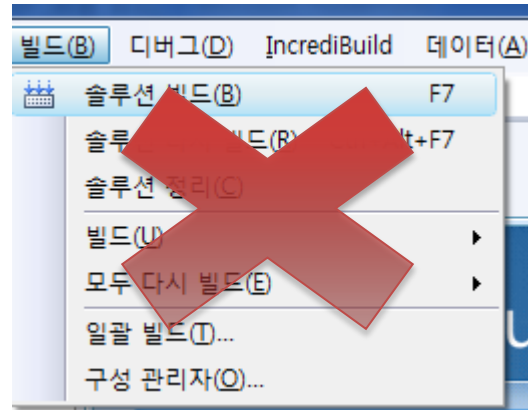 빌드(B) 디버그(D) IncrediBuild 데이터(A)
솔루션 빌드(B) F7
빌드(R) lt+F7
솔루션 정리(C)
빌드(U)
모두 다시 빌드(E)
일괄 빌드(T)...
구성 관리자(O)...